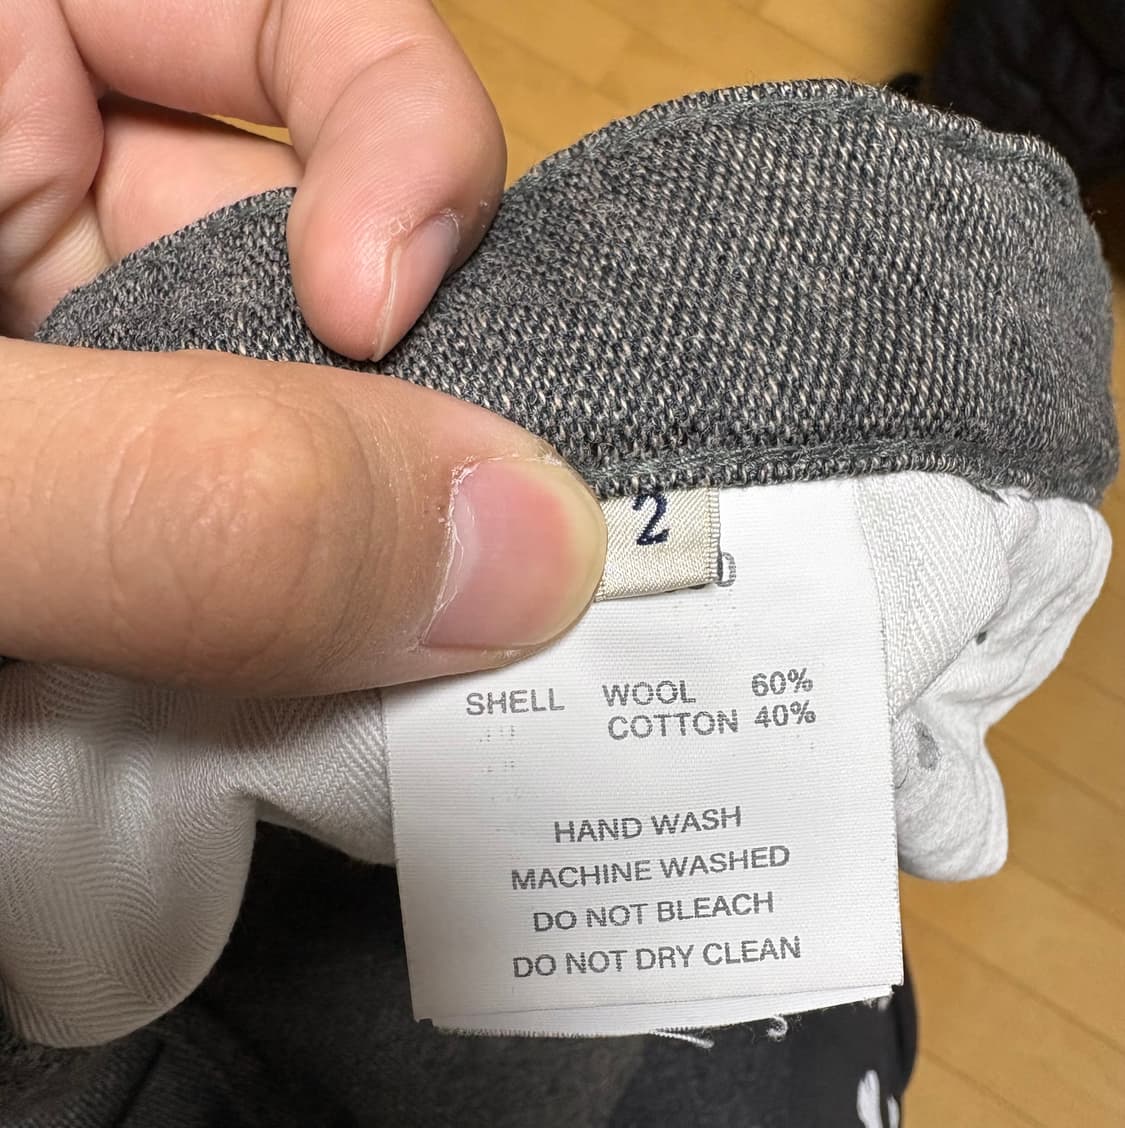 2
SHELL WOOL 60%
COTTON 40%
HAND WASH
MACHINE WASHED
DO NOT BLEACH
DO NOT DRY CLEAN